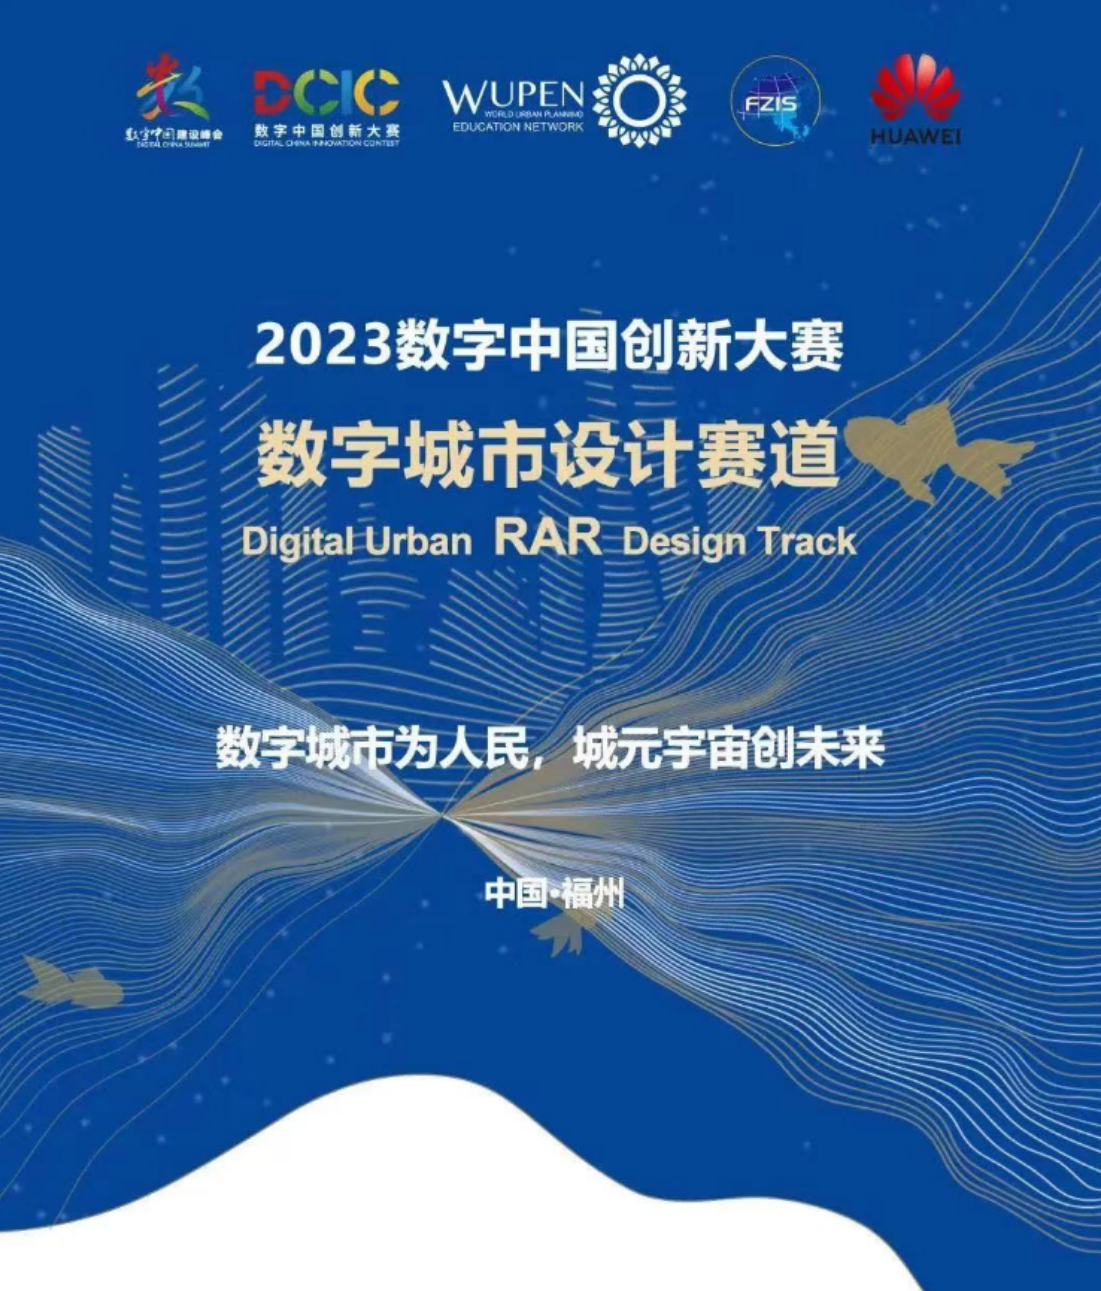 数字中国建设峰会
DIGITAL CHINA SUMMIT
DCIC
数字中国创新大赛
DIGITAL CHINA INNOVATION CONTEST
WUPEN
WORLD URBAN PLANNING
EDUCATION NETWORK
FZIS
HUAWEI
2023数字中国创新大赛
数字城市设计赛道
Digital Urban RAR Design Track
数字城市为人民，城元宇宙创未来
中国·福州